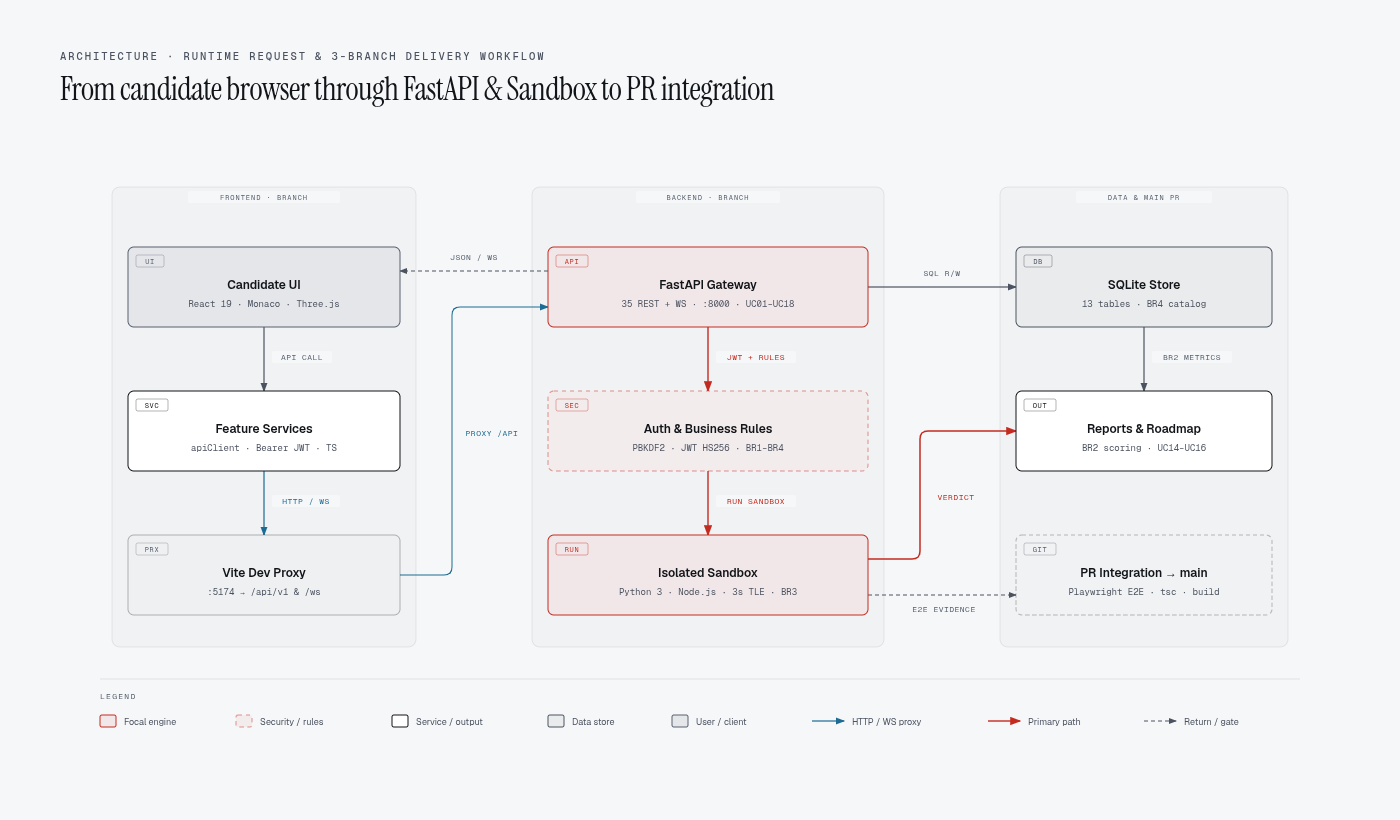 ARCHITECTURE · RUNTIME REQUEST & 3-BRANCH DELIVERY WORKFLOW
From candidate browser through FastAPI & Sandbox to PR integration
FRONTEND · BRANCH
UI
Candidate UI
React 19 · Monaco · Three.js
API CALL
SVC
Feature Services
apiClient · Bearer JWT · TS
HTTP / WS
PRX
Vite Dev Proxy
:5174 → /api/v1 & /ws
JSON / WS
PROXY /API
BACKEND · BRANCH
API
FastAPI Gateway
35 REST + WS · :8000 · UC01-UC18
JWT + RULES
SEC
Auth & Business Rules
PBKDF2 · JWT HS256 · BR1-BR4
RUN SANDBOX
RUN
Isolated Sandbox
Python 3 · Node.js · 3s TLE · BR3
SQL R/W
VERDICT
E2E EVIDENCE
DATA & MAIN PR
DB
SQLite Store
13 tables · BR4 catalog
BR2 METRICS
OUT
Reports & Roadmap
BR2 scoring · UC14-UC16
GIT
PR Integration → main
Playwright E2E · tsc · build
LEGEND
Focal engine
Security / rules
Service / output
Data store
User / client
HTTP / WS proxy
Primary path
Return / gate